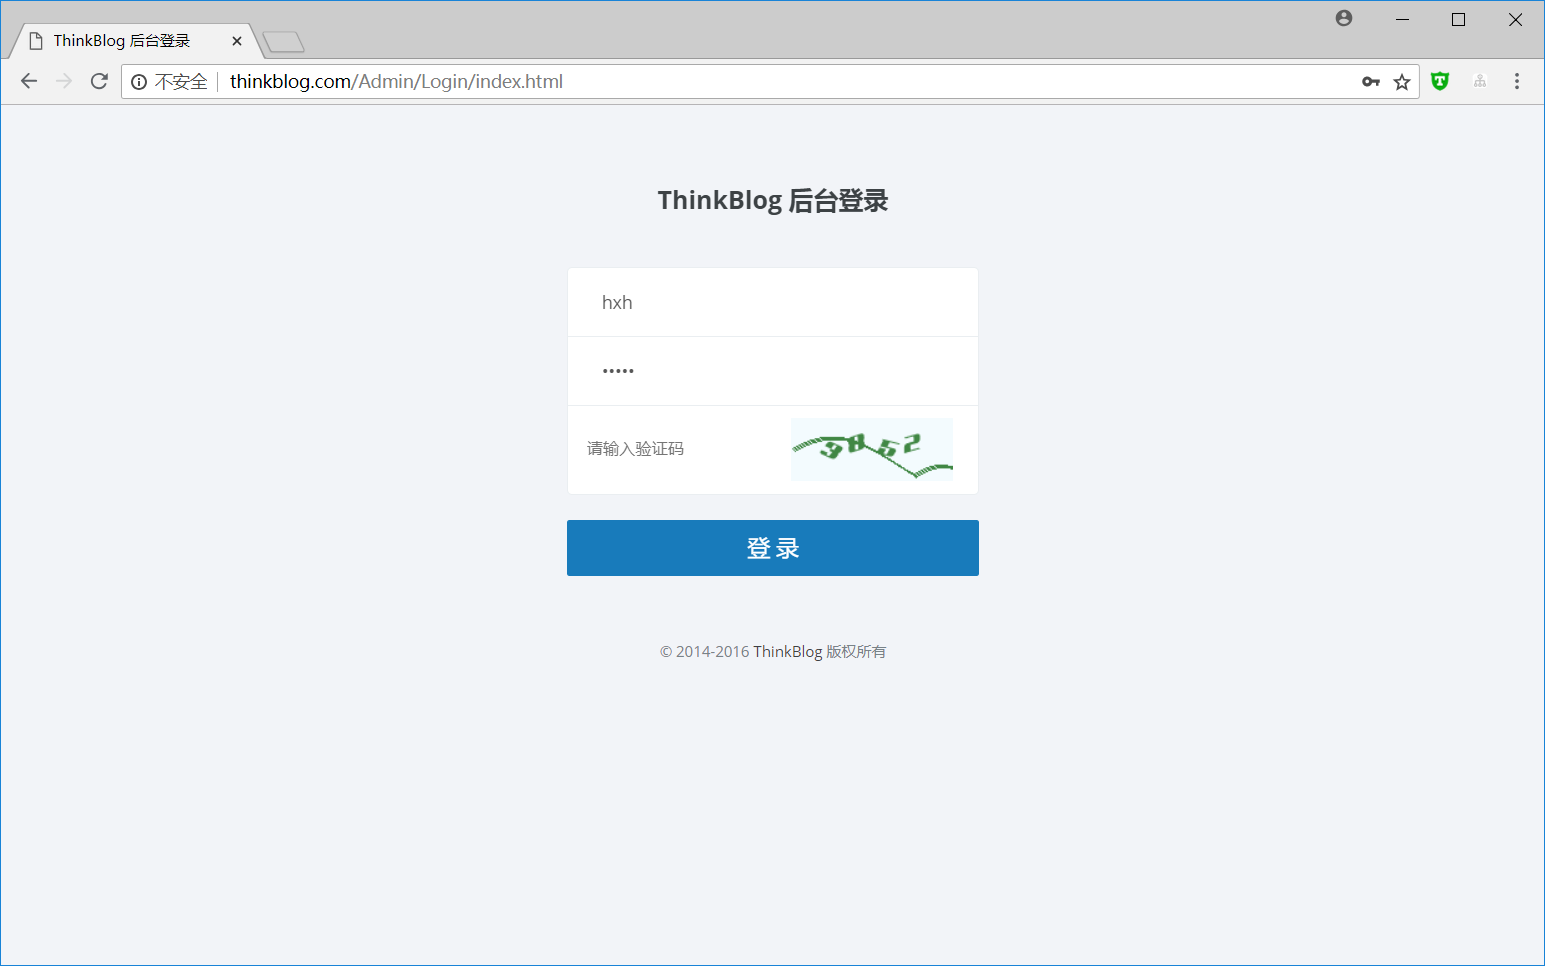 ThinkBlog 后台登录
不安全 thinkblog.com/Admin/Login/index.html
ThinkBlog 后台登录
hxh
•••••
请输入验证码
登录
© 2014-2016 ThinkBlog 版权所有